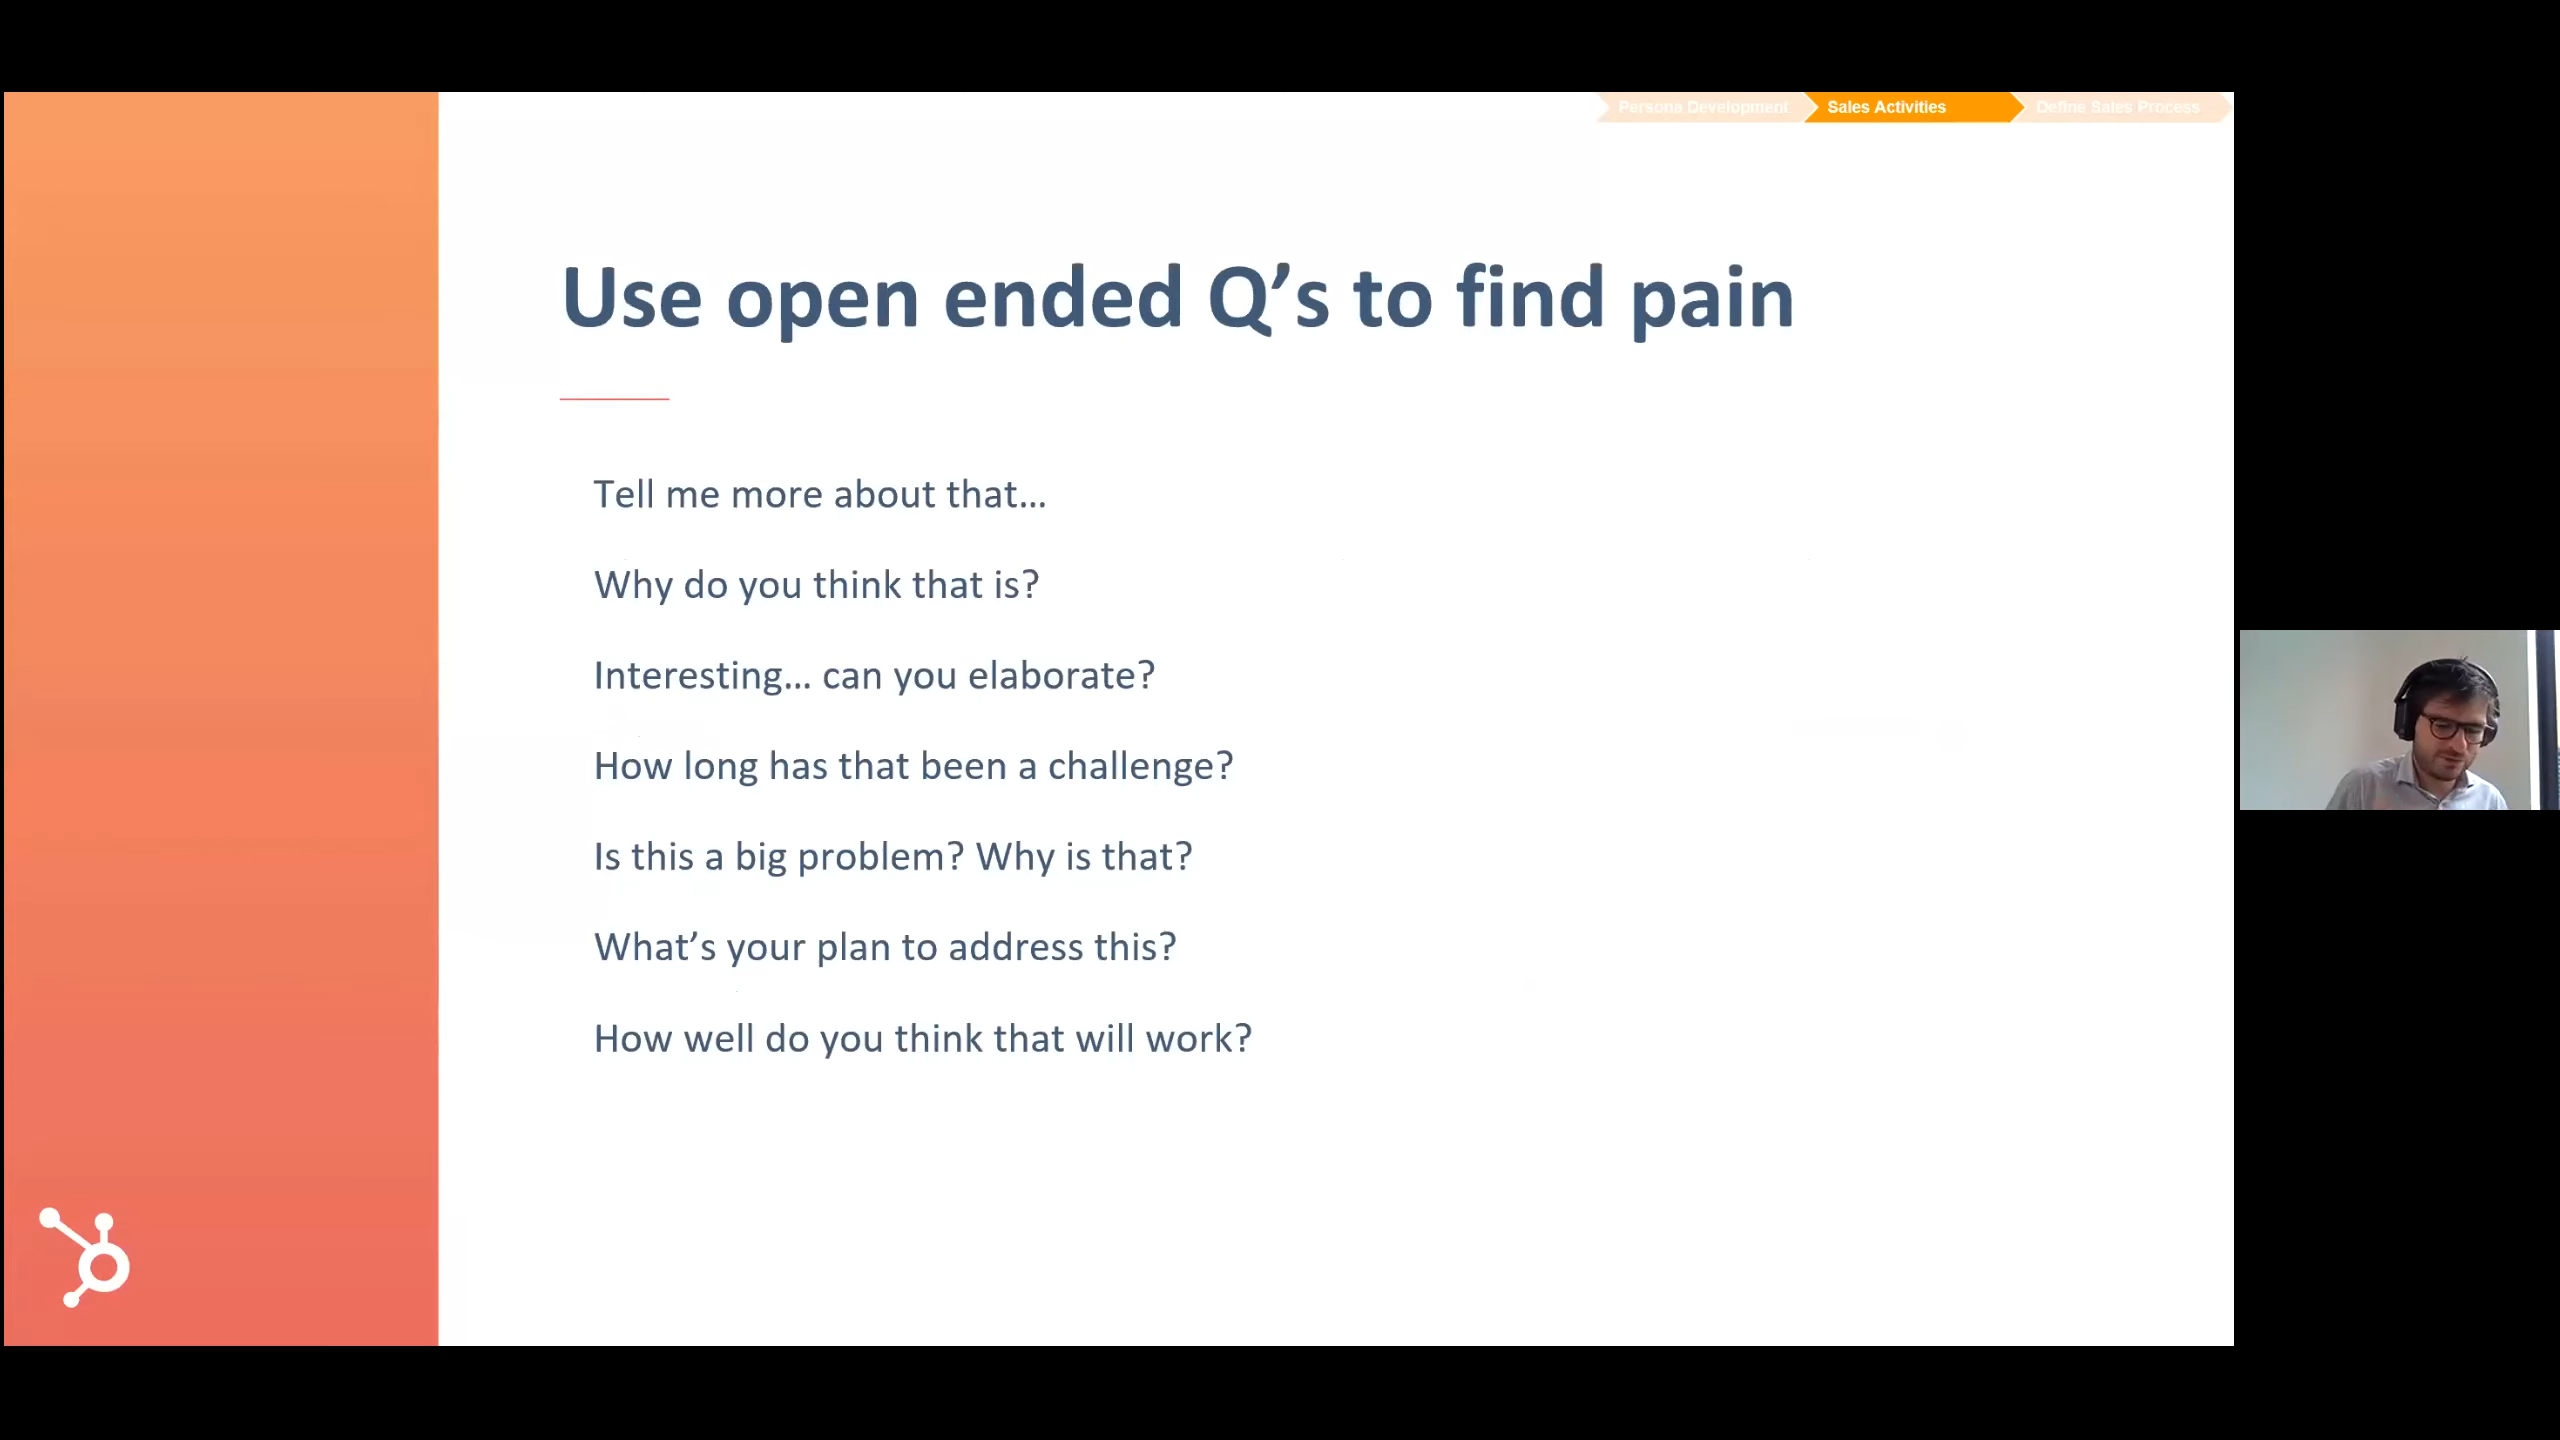 Persona Development
Sales Activities
Define Sales Process
Use open ended Q’s to find pain
Tell me more about that…
Why do you think that is?
Interesting… can you elaborate?
How long has that been a challenge?
Is this a big problem? Why is that?
What’s your plan to address this?
How well do you think that will work?